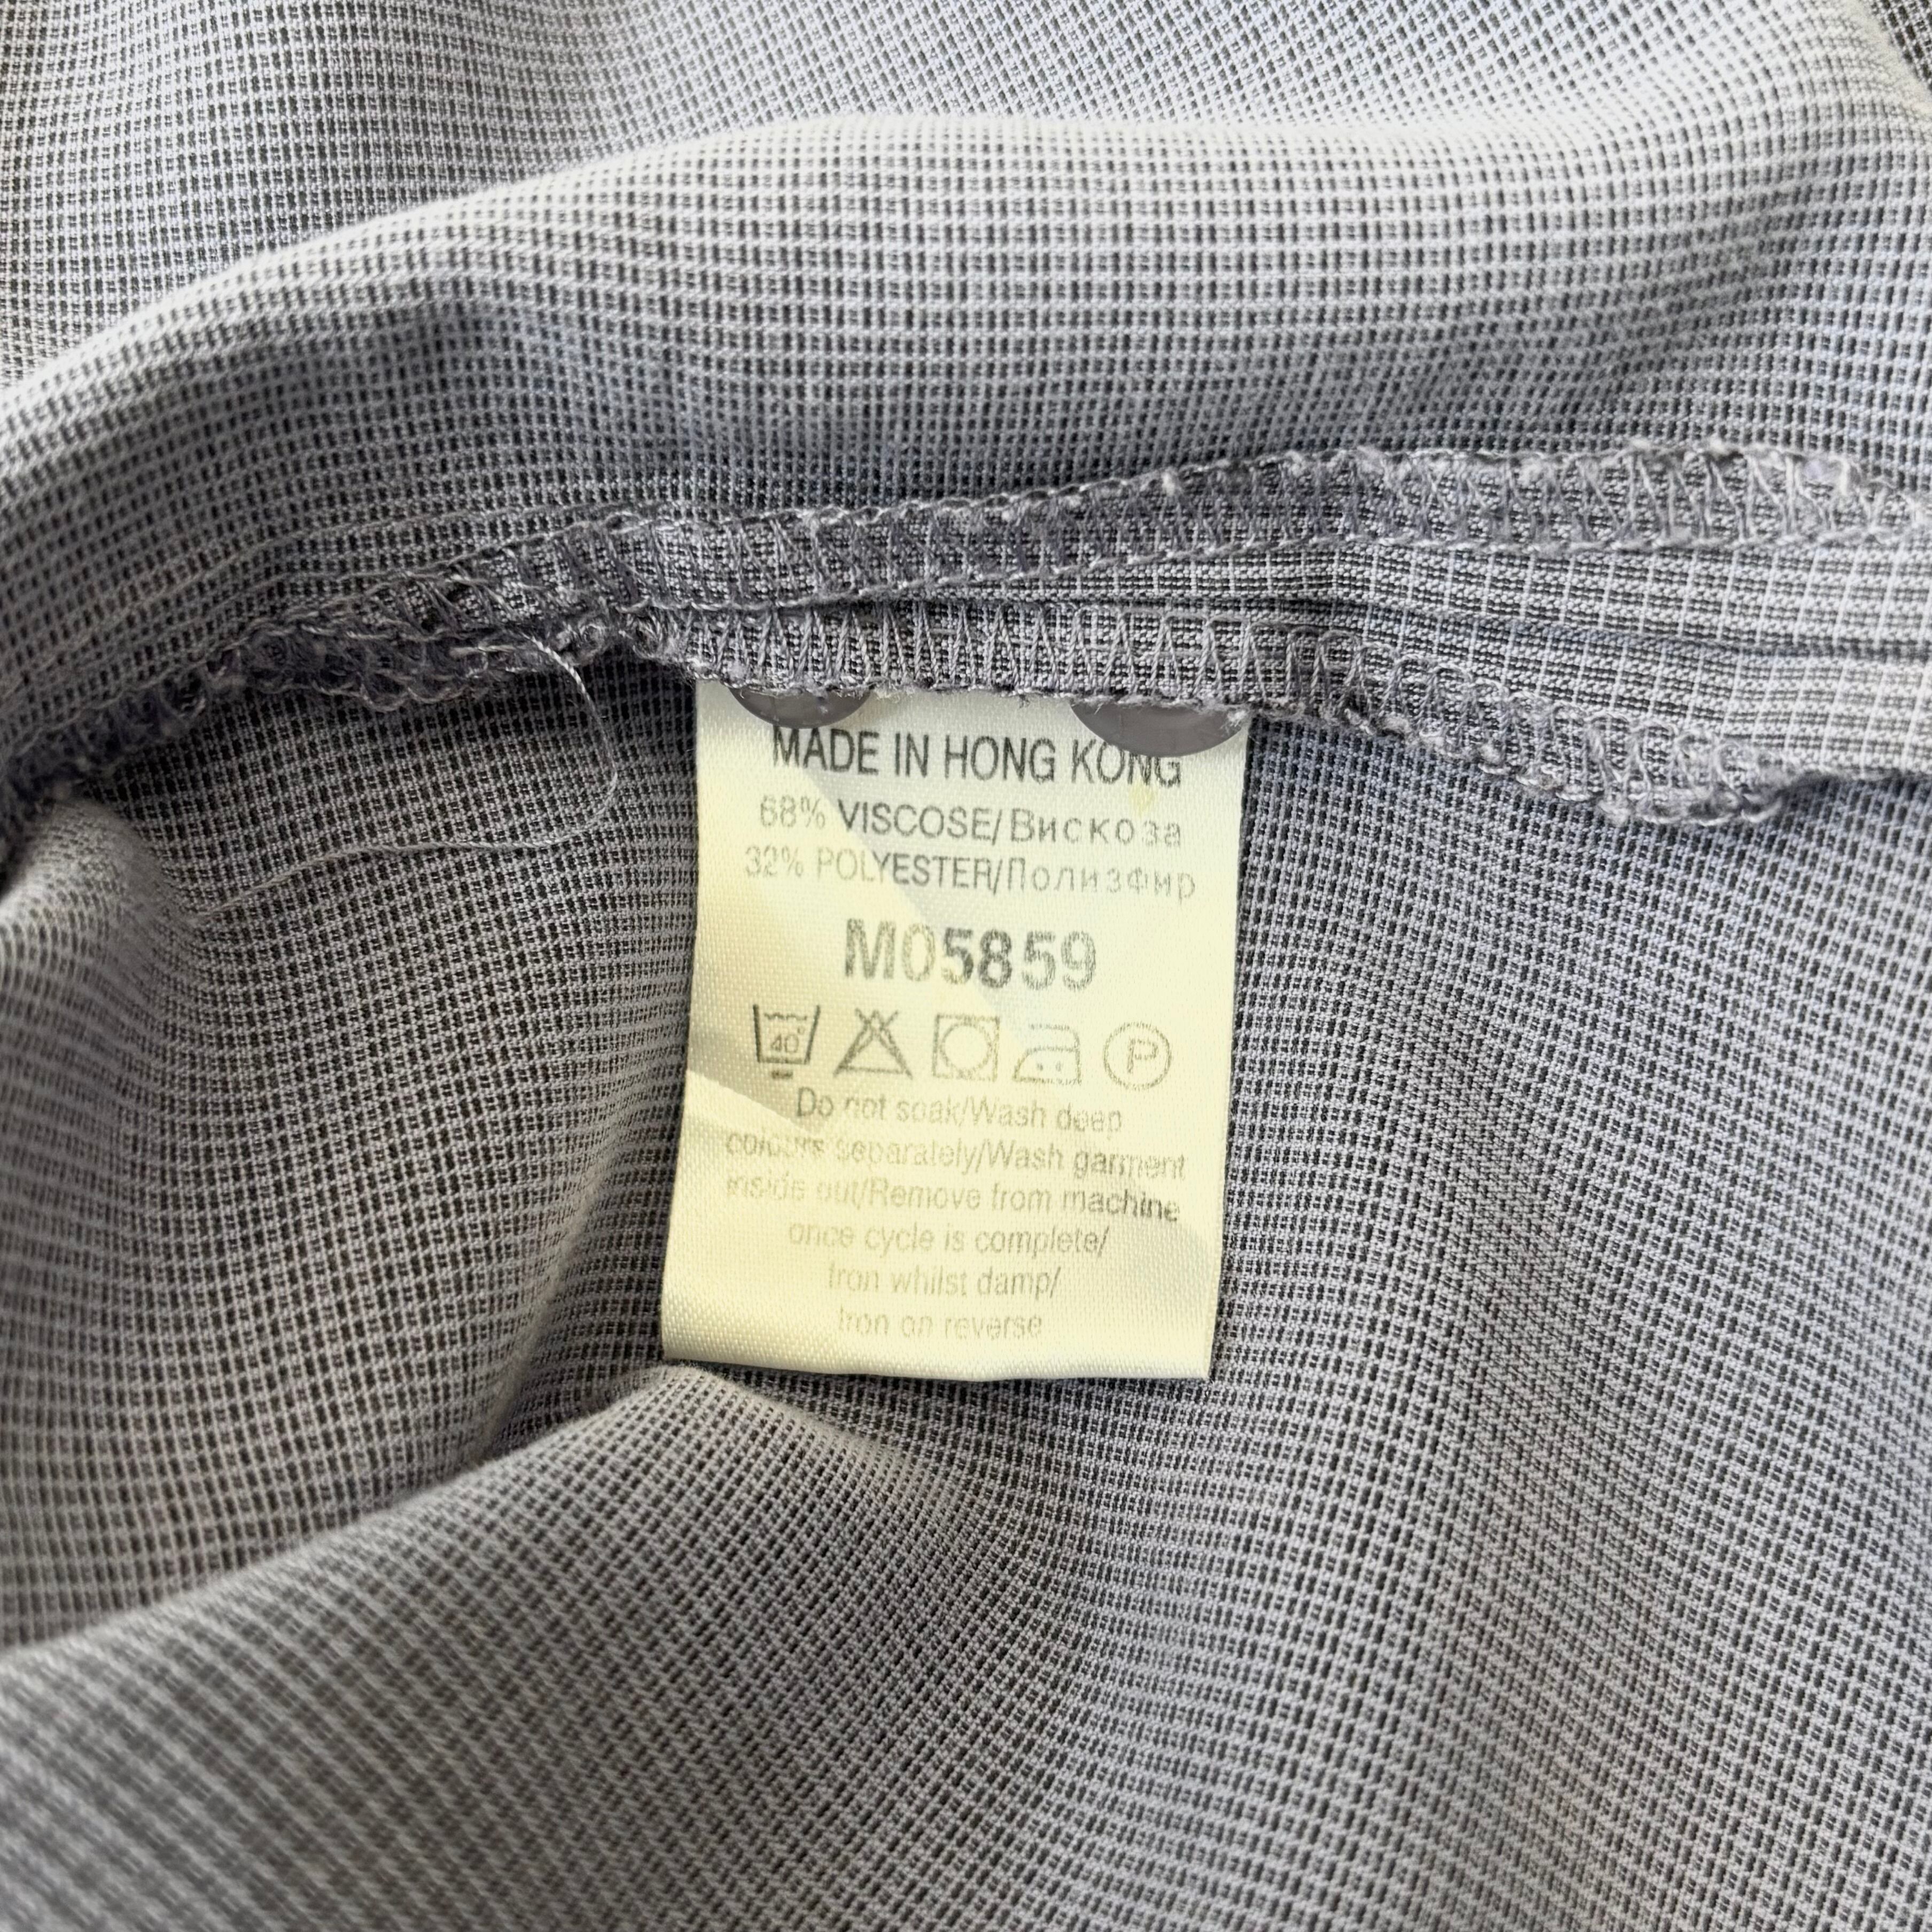 MADE IN HONG KONG
68% VISCOSE/Вискоза
32% POLYESTER/Полизфир
M05859
40°
P
Do not soak/Wash deep
colours separately/Wash garment
inside out/Remove from machine
once cycle is complete/
Iron whilst damp/
Iron on reverse